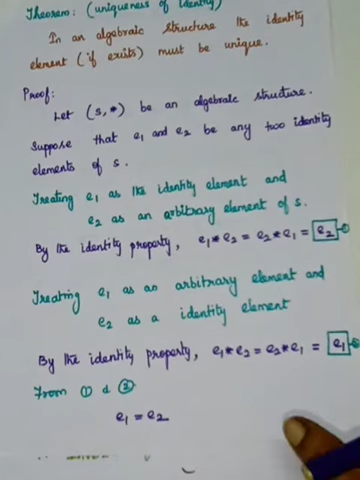 Theorem: (uniqueness of identity)
In an algebraic structure the identity
element (if exits) must be unique.
Proof:
Let (s, *) be an algebraic structure.
Suppose that e₁ and e₂ be any two identity
elements of s.
Treating e₁ as the identity element and
e₂ as an arbitrary element of s.
By the identity property, e₁ * e₂ = e₂ * e₁ = e₂ -①
Treating e₁ as an arbitrary element and
e₂ as a identity element
By the identity property, e₁ * e₂ = e₂ * e₁ = e₁ -②
From ① & ②
e₁ = e₂